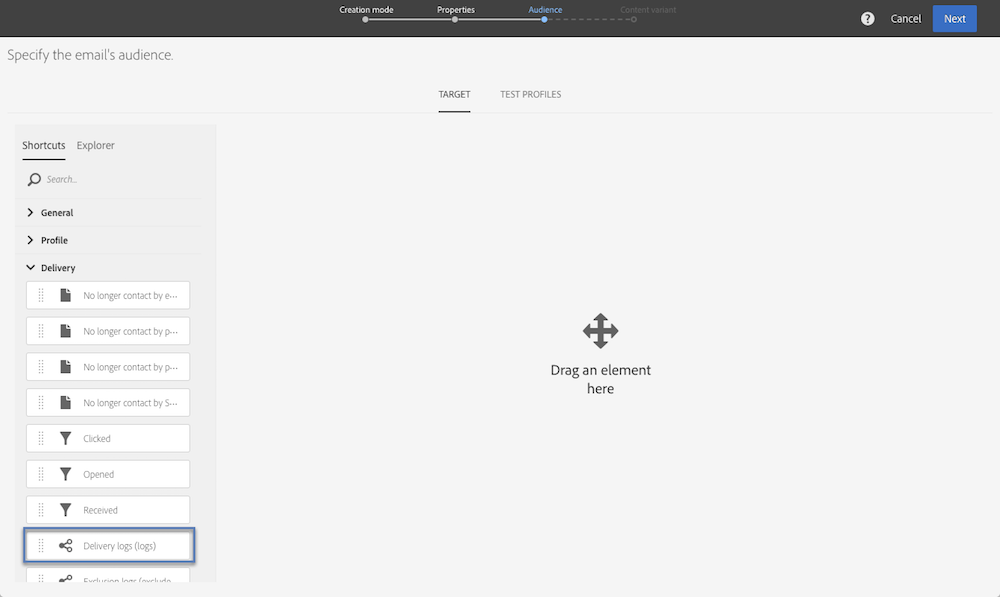 Creation mode
Properties
Audience
Content variant
?
Cancel
Next
Specify the email's audience.
TARGET
TEST PROFILES
Shortcuts
Explorer
Search...
General
Profile
Delivery
No longer contact by e...
No longer contact by p...
No longer contact by p...
No longer contact by S...
Clicked
Opened
Received
Delivery logs (logs)
Exclusion logs (exclude
Drag an element
here